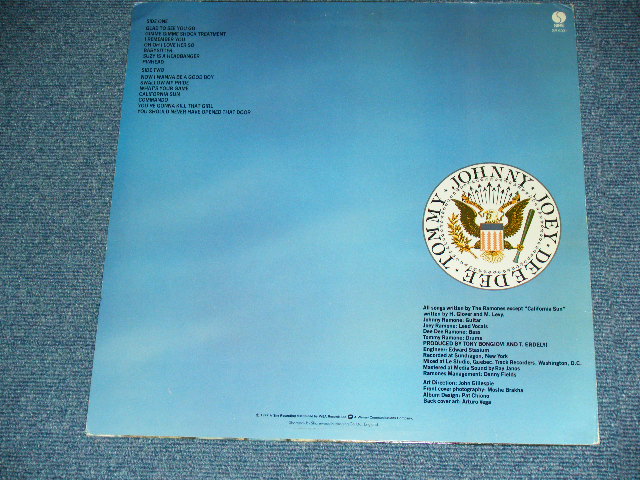 SIDE ONE
GLAD TO SEE YOU GO
GIMME GIMME SHOCK TREATMENT
I REMEMBER YOU
OH OH I LOVE HER SO
BABYSITTER
SUZY IS A HEADBANGER
PINHEAD
SIDE TWO
NOW I WANNA BE A GOOD BOY
SWALLOW MY PRIDE
WHAT'S YOUR GAME
CALIFORNIA SUN
COMMANDO
YOU'RE GONNA KILL THAT GIRL
YOU SHOULD NEVER HAVE OPENED THAT DOOR
SIRE
JOHNNY · JOEY · DEE DEE · TOMMY ·
All songs written by The Ramones except "California Sun"
written by H. Glover and M. Levy.
Johnny Ramone: Guitar
Joey Ramone: Lead Vocals
Dee Dee Ramone: Bass
Tommy Ramone: Drums
PRODUCED BY TONY BONGIOVI AND T. ERDELYI
Engineer: Edward Stasium
Recorded at Sundragon, New York
Mixed at Le Studio, Quebec. Track Recorders, Washington, D.C.
Mastered at Media Sound by Ray Janos
Ramones Management: Danny Fields
Art Direction: John Gillespie
Front cover photography: Moshe Brakha
Album Design: Pat Chiono
Back cover art: Arturo Vega